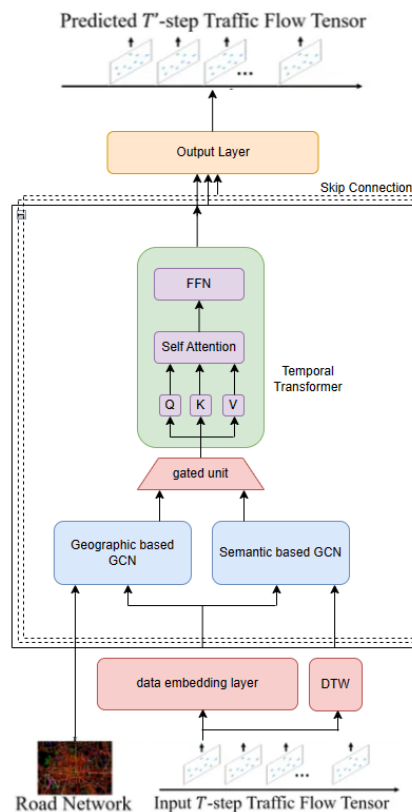 Predicted T'-step Traffic Flow Tensor
...
Output Layer
Skip Connection
FFN
Self Attention
Temporal
Transformer
Q K V
gated unit
Geographic based
GCN
Semantic based GCN
data embedding layer
DTW
...
Road Network
Input T-step Traffic Flow Tensor